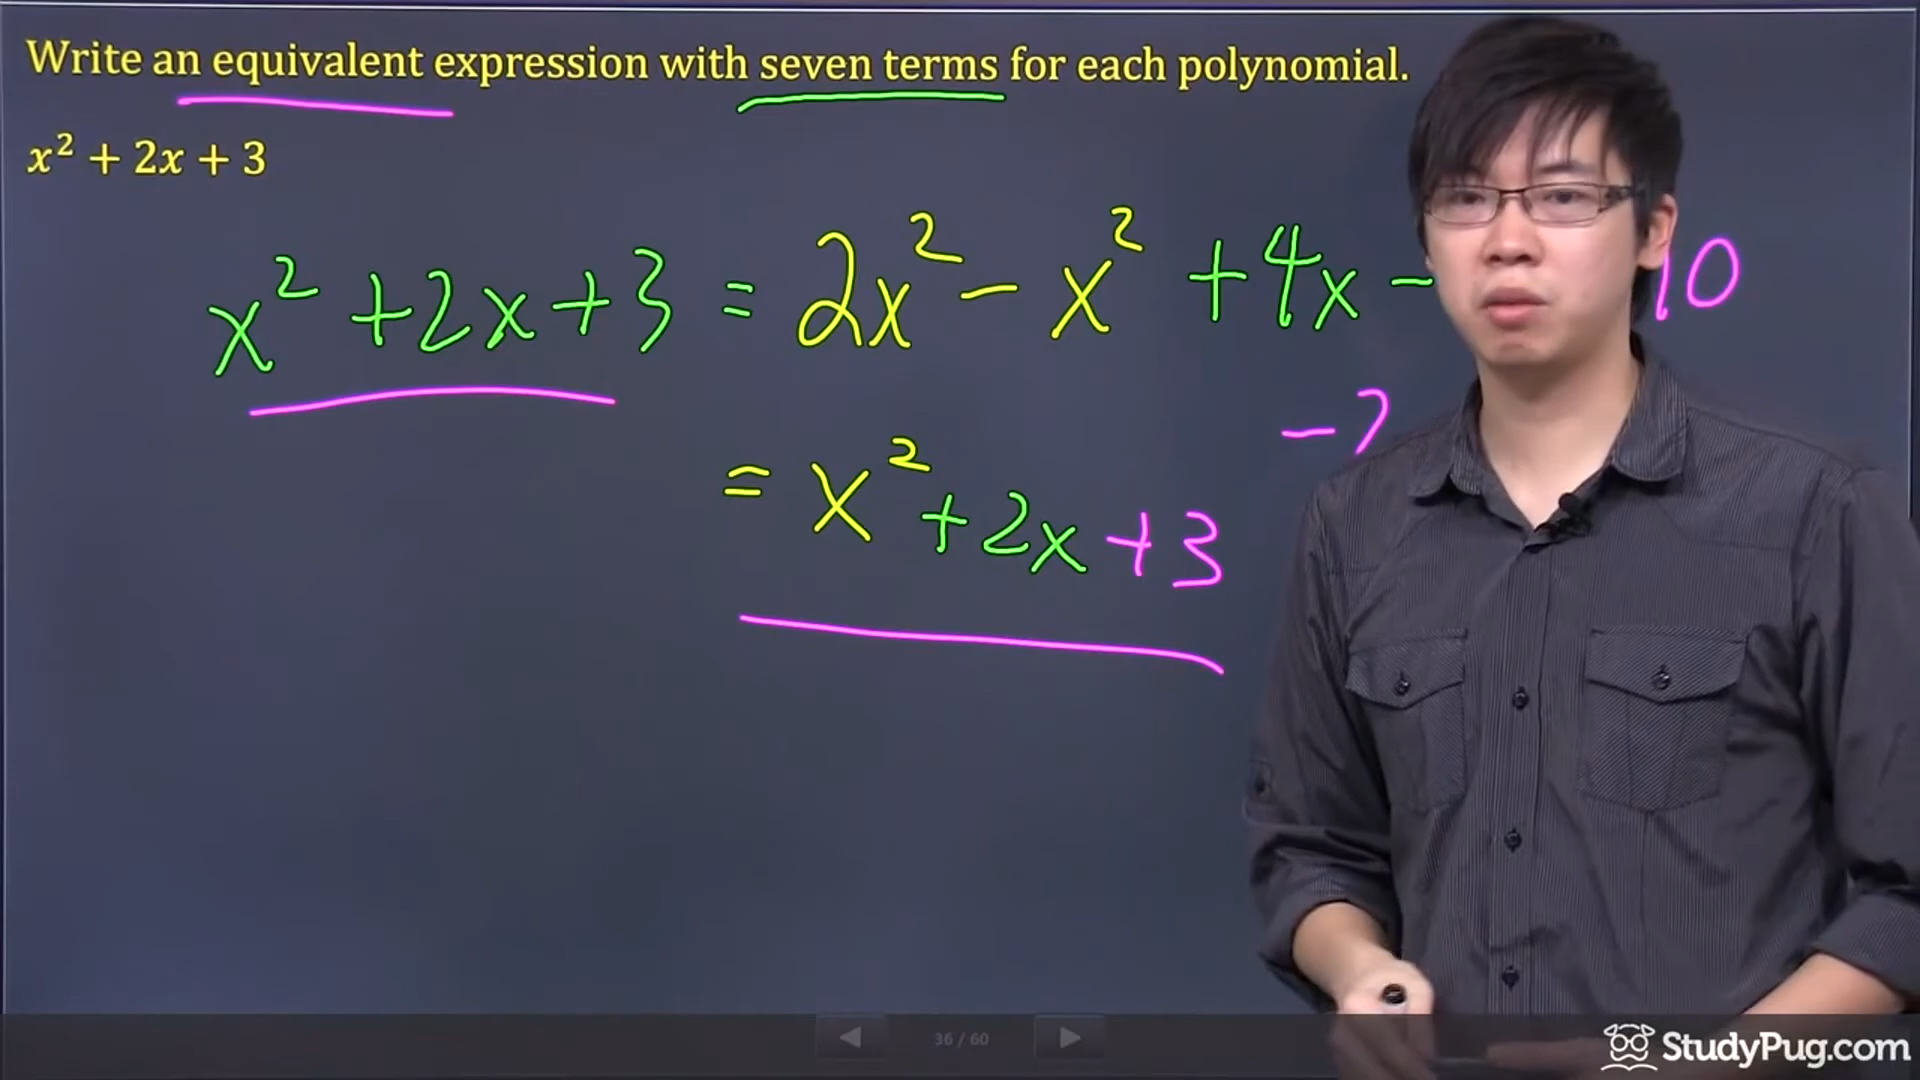 Write an equivalent expression with seven terms for each polynomial.
x² + 2x + 3
x² + 2x + 3 = 2x² - x² + 4x - 10
- 7
= x² + 2x + 3
36 / 60
StudyPug.com